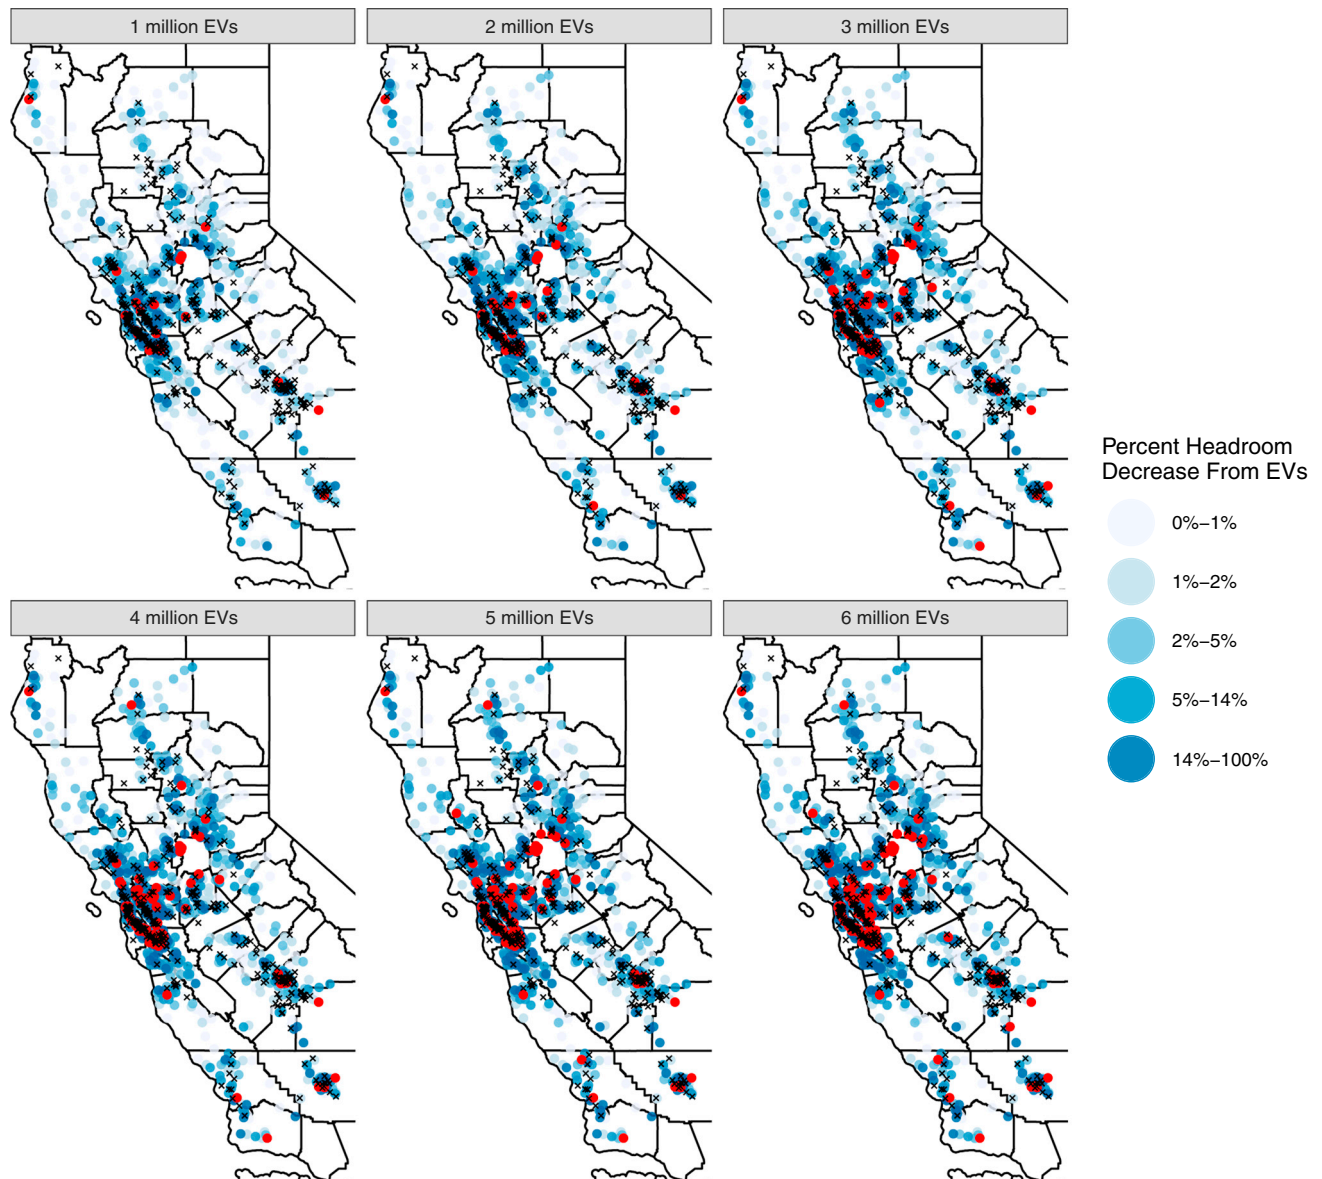 1 million EVs
2 million EVs
3 million EVs
Percent Headroom
Decrease From EVs
0%–1%
1%–2%
2%–5%
5%–14%
14%–100%
4 million EVs
5 million EVs
6 million EVs